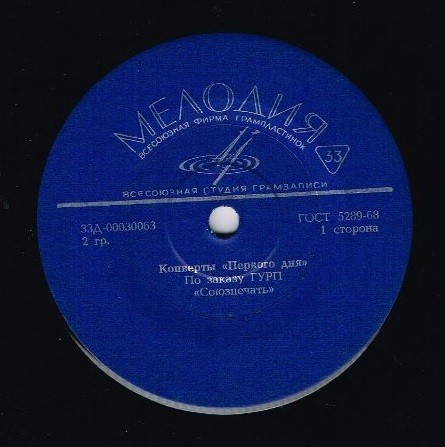 МЕЛОДИЯ
ВСЕСОЮЗНАЯ ФИРМА ГРАМПЛАСТИНОК
33
ВСЕСОЮЗНАЯ СТУДИЯ ГРАМЗАПИСИ
33Д-00030063
2 гр.
ГОСТ 5289-68
1 сторона
Конверты «Первого дня»
По заказу ГУРП
«Союзпечать»